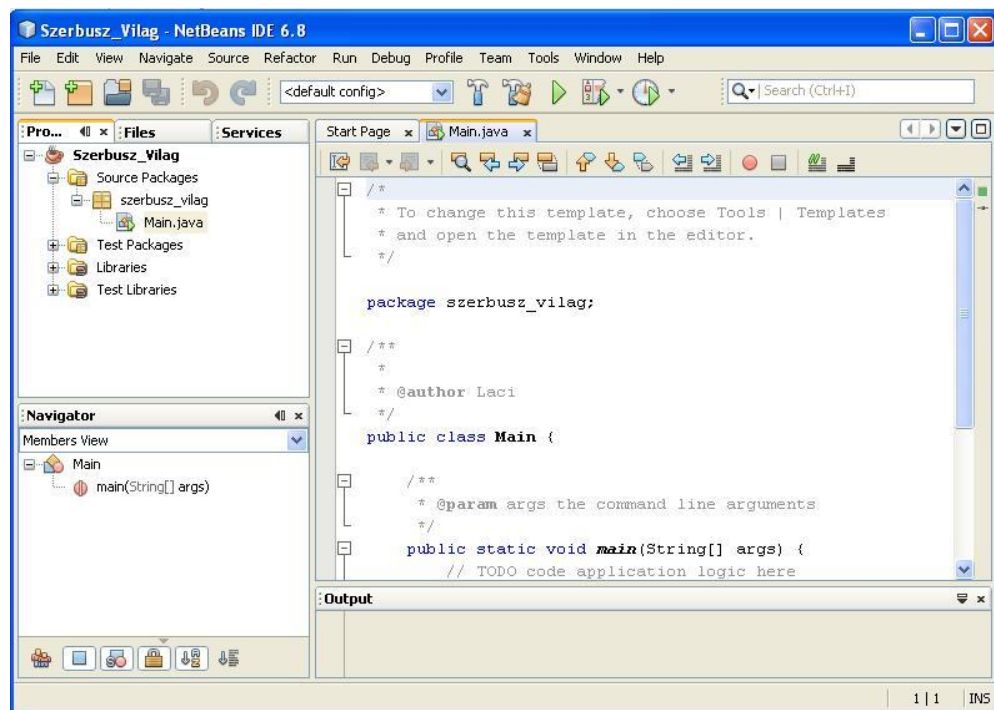 Szerbusz_Vilag - NetBeans IDE 6.8
File Edit View Navigate Source Refactor Run Debug Profile Team Tools Window Help
<default config>
Search (Ctrl+I)
Pro... Files Services
Szerbusz_Vilag
Source Packages
szerbusz_vilag
Main.java
Test Packages
Libraries
Test Libraries
Navigator
Members View
Main
main(String[] args)
Start Page Main.java
/*
* To change this template, choose Tools | Templates
* and open the template in the editor.
*/
package szerbusz_vilag;
/**
*
* @author Laci
*/
public class Main {
/**
* @param args the command line arguments
*/
public static void main(String[] args) {
// TODO code application logic here
Output
1 | 1 INS